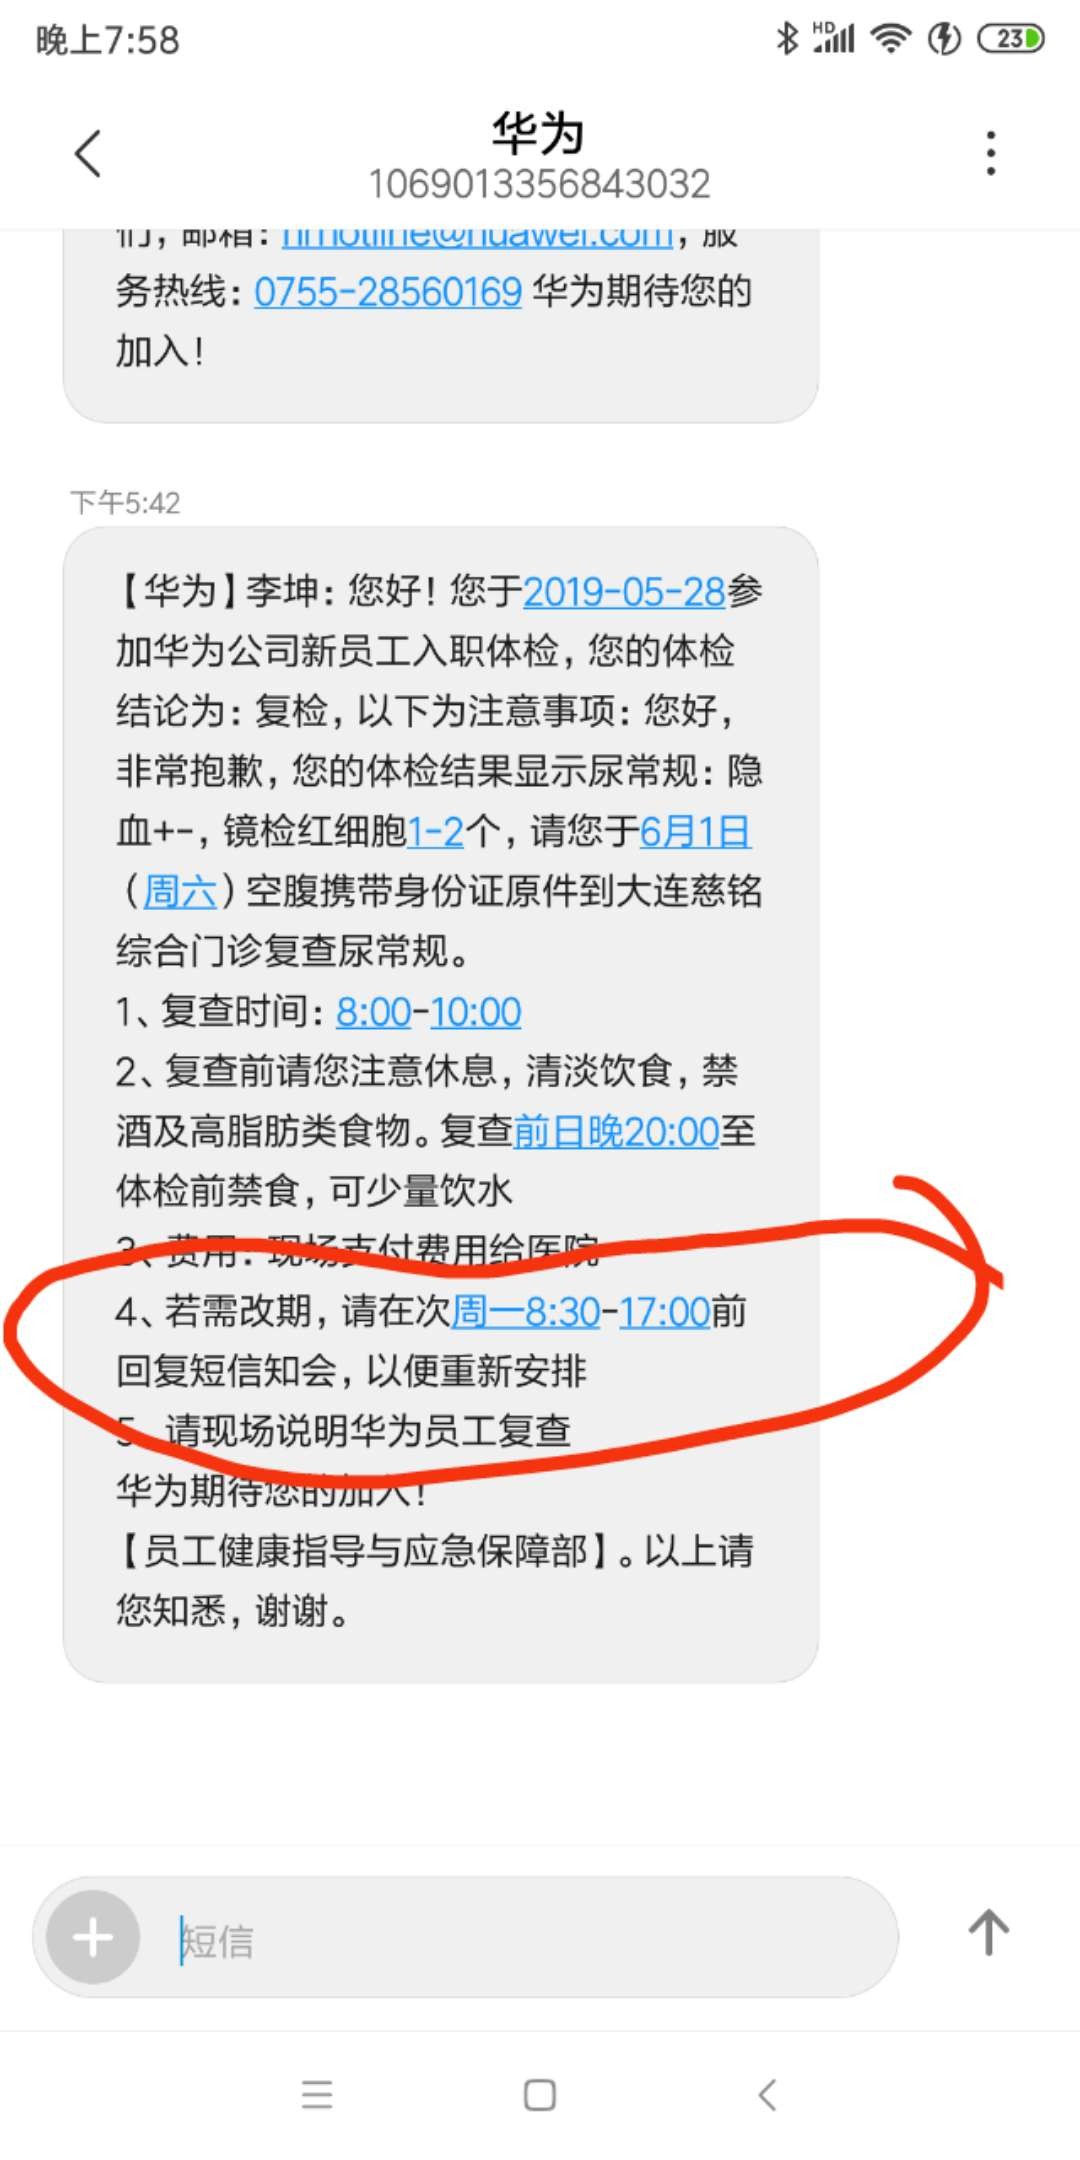 晚上7:58
HD
23
华为
1069013356843032
们，邮箱：hrhotline@huawei.com，服
务热线：0755-28560169 华为期待您的
加入！
下午5:42
【华为】李坤：您好！您于2019-05-28参
加华为公司新员工入职体检，您的体检
结论为：复检，以下为注意事项：您好，
非常抱歉，您的体检结果显示尿常规：隐
血+-，镜检红细胞1-2个，请您于6月1日
（周六）空腹携带身份证原件到大连慈铭
综合门诊复查尿常规。
1、复查时间：8:00-10:00
2、复查前请您注意休息，清淡饮食，禁
酒及高脂肪类食物。复查前日晚20:00至
体检前禁食，可少量饮水
3、费用：现场支付费用给医院
4、若需改期，请在次周一8:30-17:00前
回复短信知会，以便重新安排
5、请现场说明华为员工复查
华为期待您的加入！
【员工健康指导与应急保障部】。以上请
您知悉，谢谢。
短信